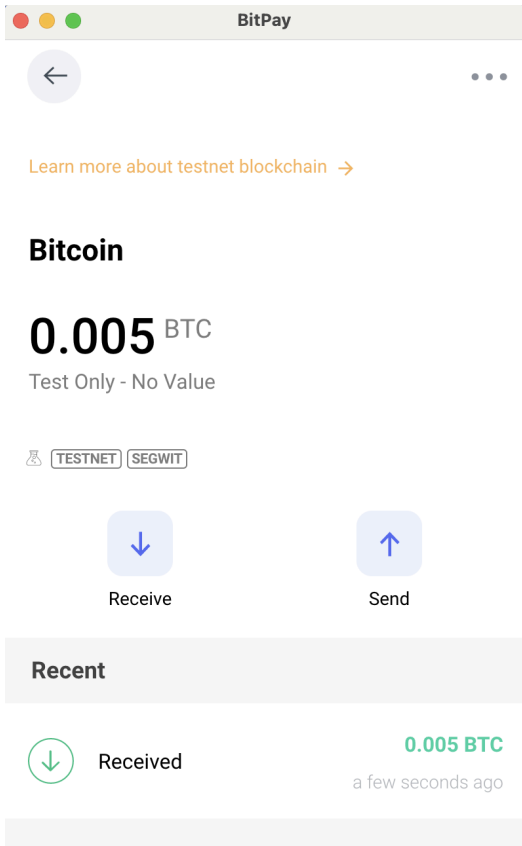 BitPay
Learn more about testnet blockchain →
Bitcoin
0.005 BTC
Test Only - No Value
TESTNET SEGWIT
Receive Send
Recent
Received 0.005 BTC
a few seconds ago